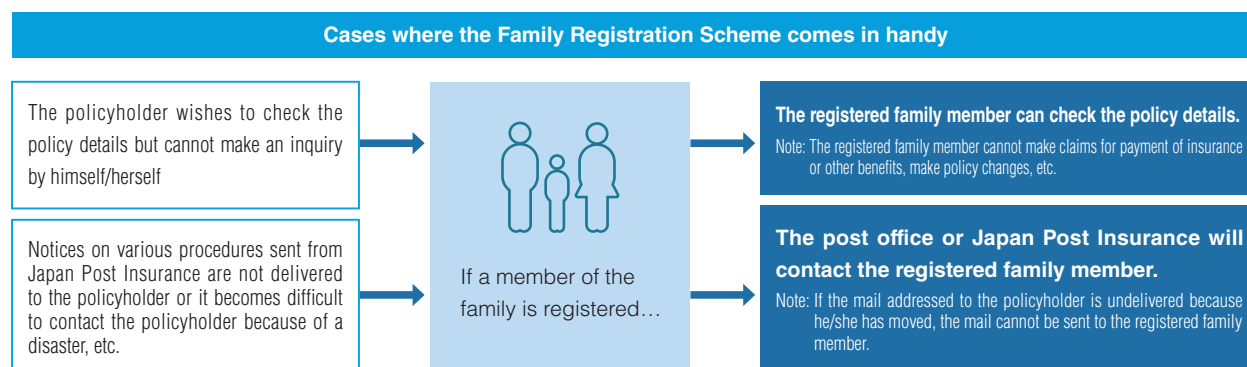 Cases where the Family Registration Scheme comes in handy
The policyholder wishes to check the
policy details but cannot make an inquiry
by himself/herself
Notices on various procedures sent from
Japan Post Insurance are not delivered
to the policyholder or it becomes difficult
to contact the policyholder because of a
disaster, etc.
If a member of the
family is registered…
The registered family member can check the policy details.
Note: The registered family member cannot make claims for payment of insurance
or other benefits, make policy changes, etc.
The post office or Japan Post Insurance will
contact the registered family member.
Note: If the mail addressed to the policyholder is undelivered because
he/she has moved, the mail cannot be sent to the registered family
member.